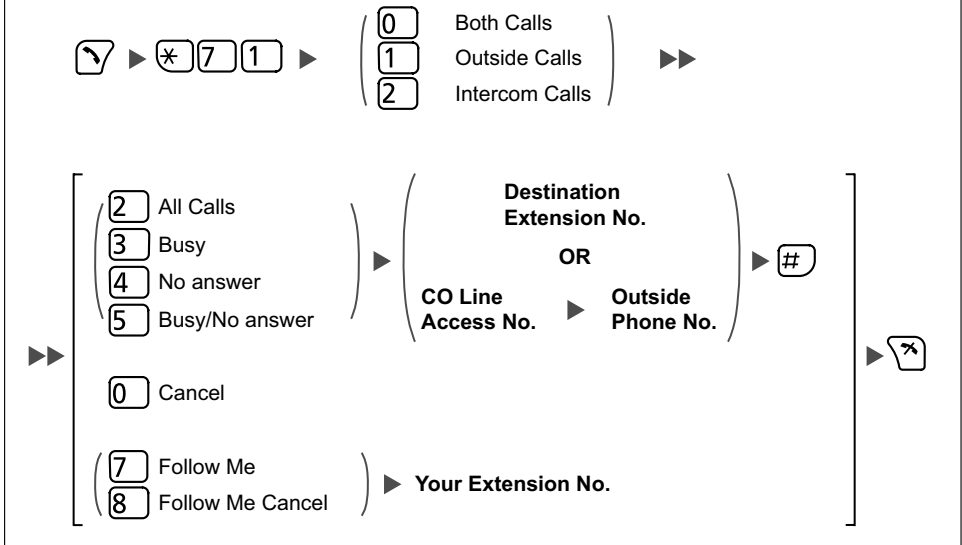 0 Both Calls
* 7 1
1 Outside Calls
2 Intercom Calls
2 All Calls
3 Busy
4 No answer
5 Busy/No answer
Destination
Extension No.
OR
CO Line
Access No.
Outside
Phone No.
#
0 Cancel
7 Follow Me
8 Follow Me Cancel
Your Extension No.